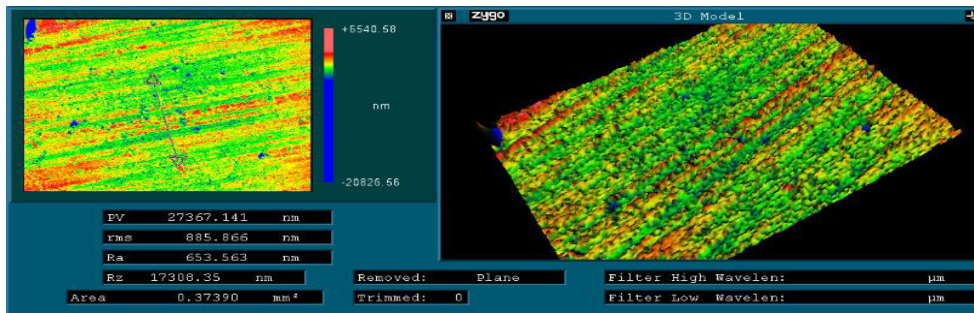 zygo
3D Model
+6540.58
nm
-20826.56
PV 27367.141 nm
rms 885.866 nm
Ra 653.563 nm
Rz 17308.35 nm
Area 0.37390 mm²
Removed: Plane
Trimmed: 0
Filter High Wavelen: µm
Filter Low Wavelen: µm